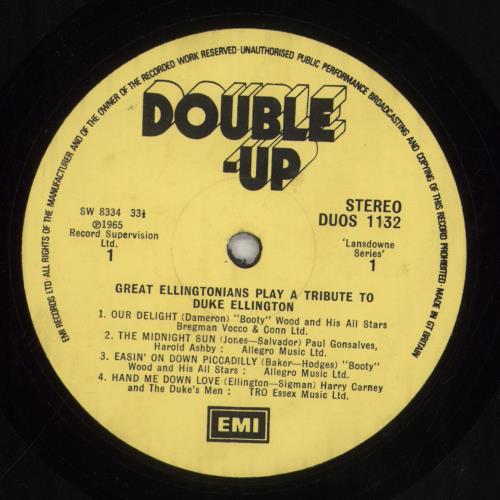 EMI RECORDS LTD·ALL RIGHTS OF THE MANUFACTURER AND OF THE OWNER OF THE RECORDED WORK RESERVED·UNAUTHORISED PUBLIC PERFORMANCE BROADCASTING AND COPYING OF THIS RECORD PROHIBITED·MADE IN GT BRITAIN
DOUBLE
-UP
SW 8334 33⅓
℗1965
Record Supervision
Ltd.
1
STEREO
DUOS 1132
'Lansdowne
Series'
1
GREAT ELLINGTONIANS PLAY A TRIBUTE TO
DUKE ELLINGTON
1. OUR DELIGHT (Dameron) "Booty" Wood and His All Stars
Bregman Vocco & Conn Ltd.
2. THE MIDNIGHT SUN (Jones—Salvador) Paul Gonsalves,
Harold Ashby : Allegro Music Ltd.
3. EASIN' ON DOWN PICCADILLY (Baker—Hodges) "Booty"
Wood and His All Stars : Allegro Music Ltd.
4. HAND ME DOWN LOVE (Ellington—Sigman) Harry Carney
and The Duke's Men : TRO Essex Music Ltd.
EMI